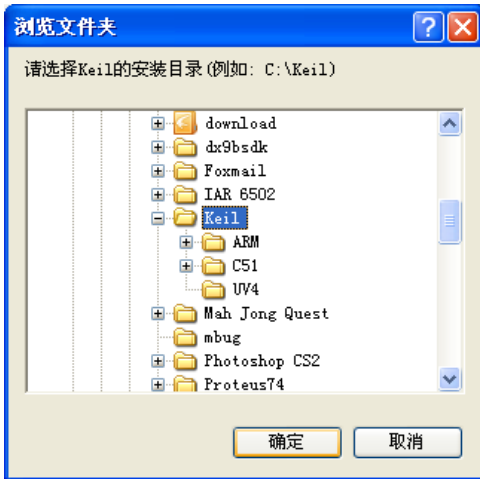 浏览文件夹
请选择Keil的安装目录(例如: C:\Keil)
download
dx9bsdk
Foxmail
IAR 6502
Keil
ARM
C51
UV4
Mah Jong Quest
mbug
Photoshop CS2
Proteus74
确定 取消